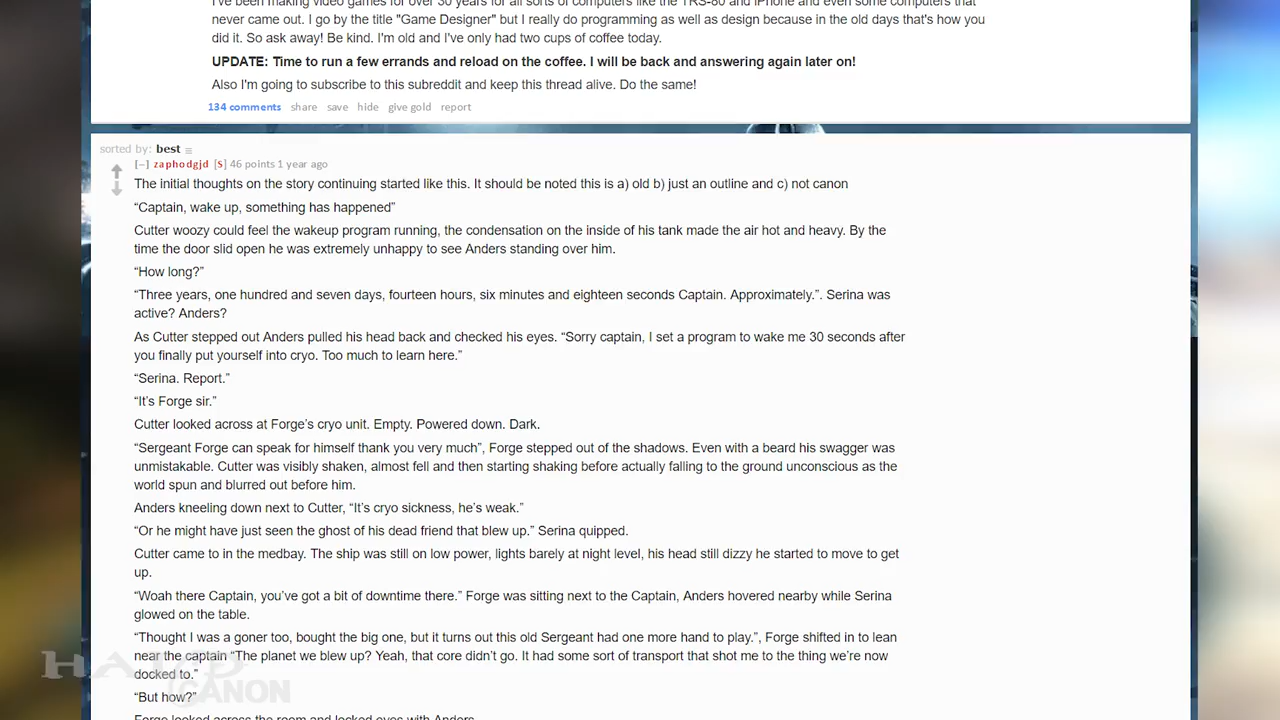 I've been making video games for over 30 years for all sorts of computers like the TRS-80 and iPhone and even some computers that
never came out. I go by the title "Game Designer" but I really do programming as well as design because in the old days that's how you
did it. So ask away! Be kind. I'm old and I've only had two cups of coffee today.
UPDATE: Time to run a few errands and reload on the coffee. I will be back and answering again later on!
Also I'm going to subscribe to this subreddit and keep this thread alive. Do the same!
134 comments share save hide give gold report
sorted by: best
[–] zaphodgjd [S] 46 points 1 year ago
The initial thoughts on the story continuing started like this. It should be noted this is a) old b) just an outline and c) not canon
“Captain, wake up, something has happened”
Cutter woozy could feel the wakeup program running, the condensation on the inside of his tank made the air hot and heavy. By the
time the door slid open he was extremely unhappy to see Anders standing over him.
“How long?”
“Three years, one hundred and seven days, fourteen hours, six minutes and eighteen seconds Captain. Approximately.”. Serina was
active? Anders?
As Cutter stepped out Anders pulled his head back and checked his eyes. “Sorry captain, I set a program to wake me 30 seconds after
you finally put yourself into cryo. Too much to learn here.”
“Serina. Report.”
“It’s Forge sir.”
Cutter looked across at Forge’s cryo unit. Empty. Powered down. Dark.
“Sergeant Forge can speak for himself thank you very much”, Forge stepped out of the shadows. Even with a beard his swagger was
unmistakable. Cutter was visibly shaken, almost fell and then starting shaking before actually falling to the ground unconscious as the
world spun and blurred out before him.
Anders kneeling down next to Cutter, “It’s cryo sickness, he’s weak.”
“Or he might have just seen the ghost of his dead friend that blew up.” Serina quipped.
Cutter came to in the medbay. The ship was still on low power, lights barely at night level, his head still dizzy he started to move to get
up.
“Woah there Captain, you’ve got a bit of downtime there.” Forge was sitting next to the Captain, Anders hovered nearby while Serina
glowed on the table.
“Thought I was a goner too, bought the big one, but it turns out this old Sergeant had one more hand to play.”, Forge shifted in to lean
near the captain “The planet we blew up? Yeah, that core didn’t go. It had some sort of transport that shot me to the thing we’re now
docked to.”
“But how?”
Forge looked across the room and locked eyes with Anders
CANON